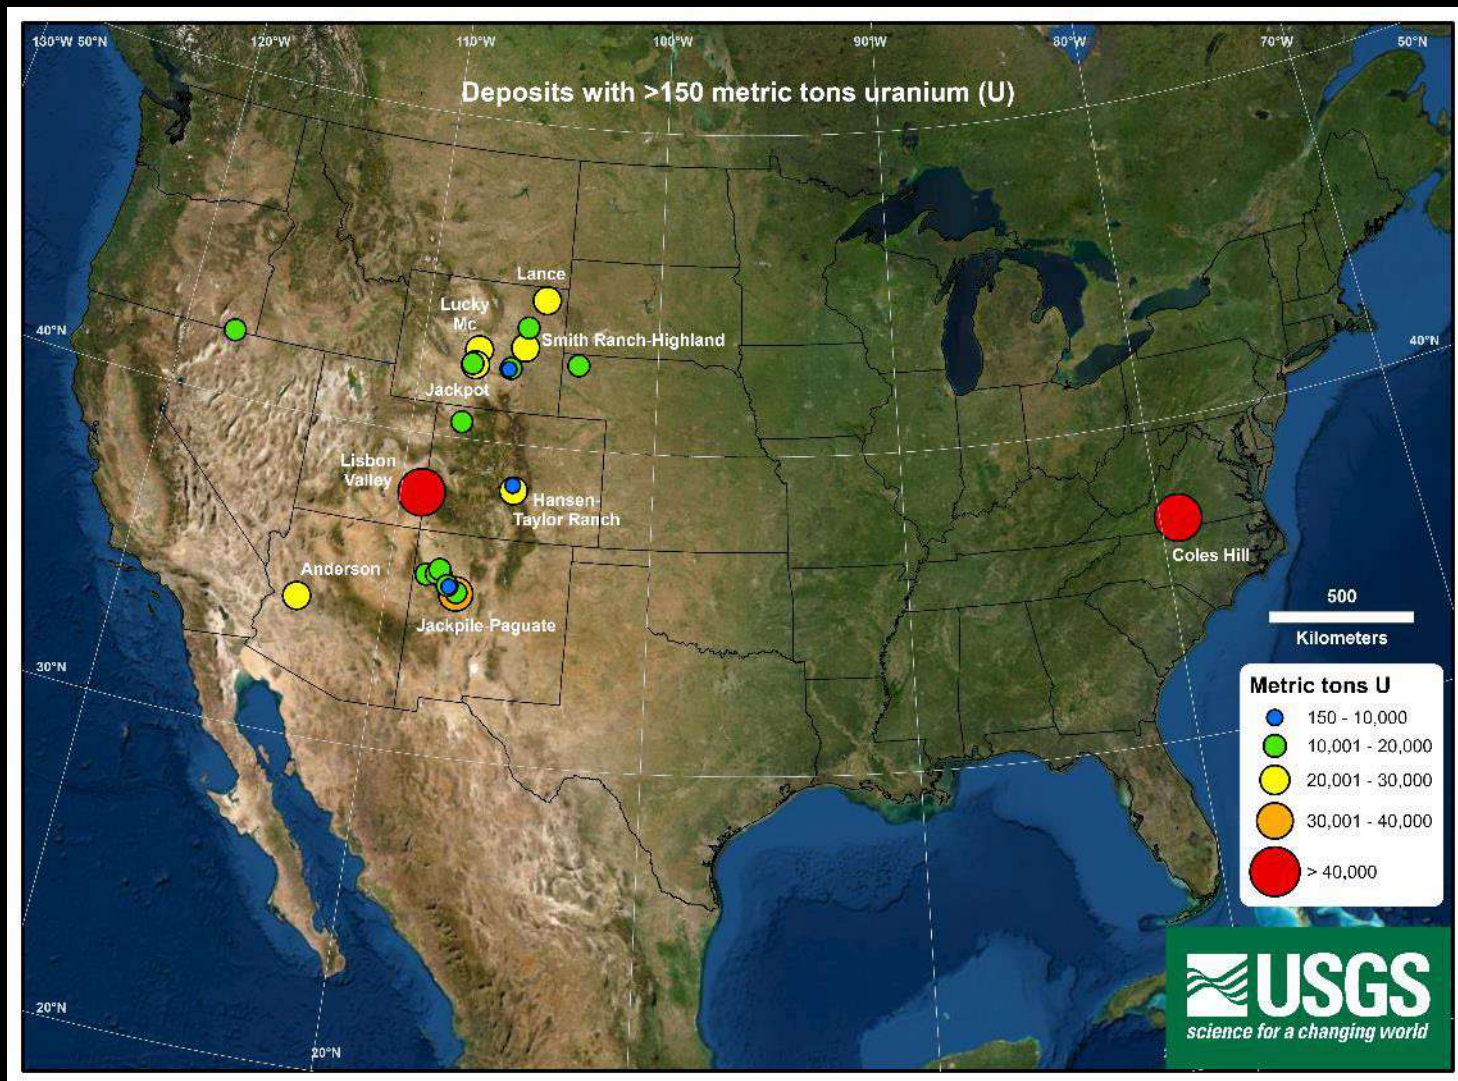 130°W 50°N
120°W
110°W
100°W
90°W
80°W
70°W
50°N
Deposits with >150 metric tons uranium (U)
Lance
Lucky
Mc
Smith Ranch-Highland
40°N
40°N
Jackpot
Lisbon
Valley
Hansen-
Taylor Ranch
Coles Hill
Anderson
Jackpile-Paguate
500
Kilometers
30°N
Metric tons U
150 - 10,000
10,001 - 20,000
20,001 - 30,000
30,001 - 40,000
> 40,000
USGS
science for a changing world
20°N
20°N